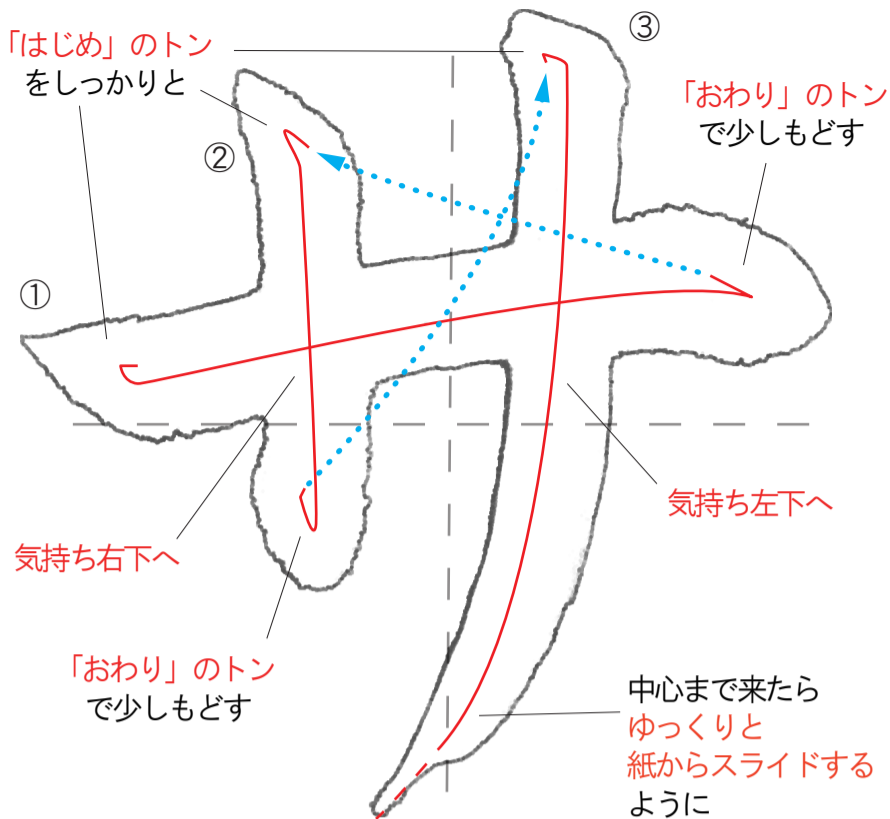 「はじめ」のトン
をしっかりと
③
「おわり」のトン
で少しもどす
②
①
サ
気持ち左下へ
気持ち右下へ
「おわり」のトン
で少しもどす
中心まで来たら
ゆっくりと
紙からスライドする
ように